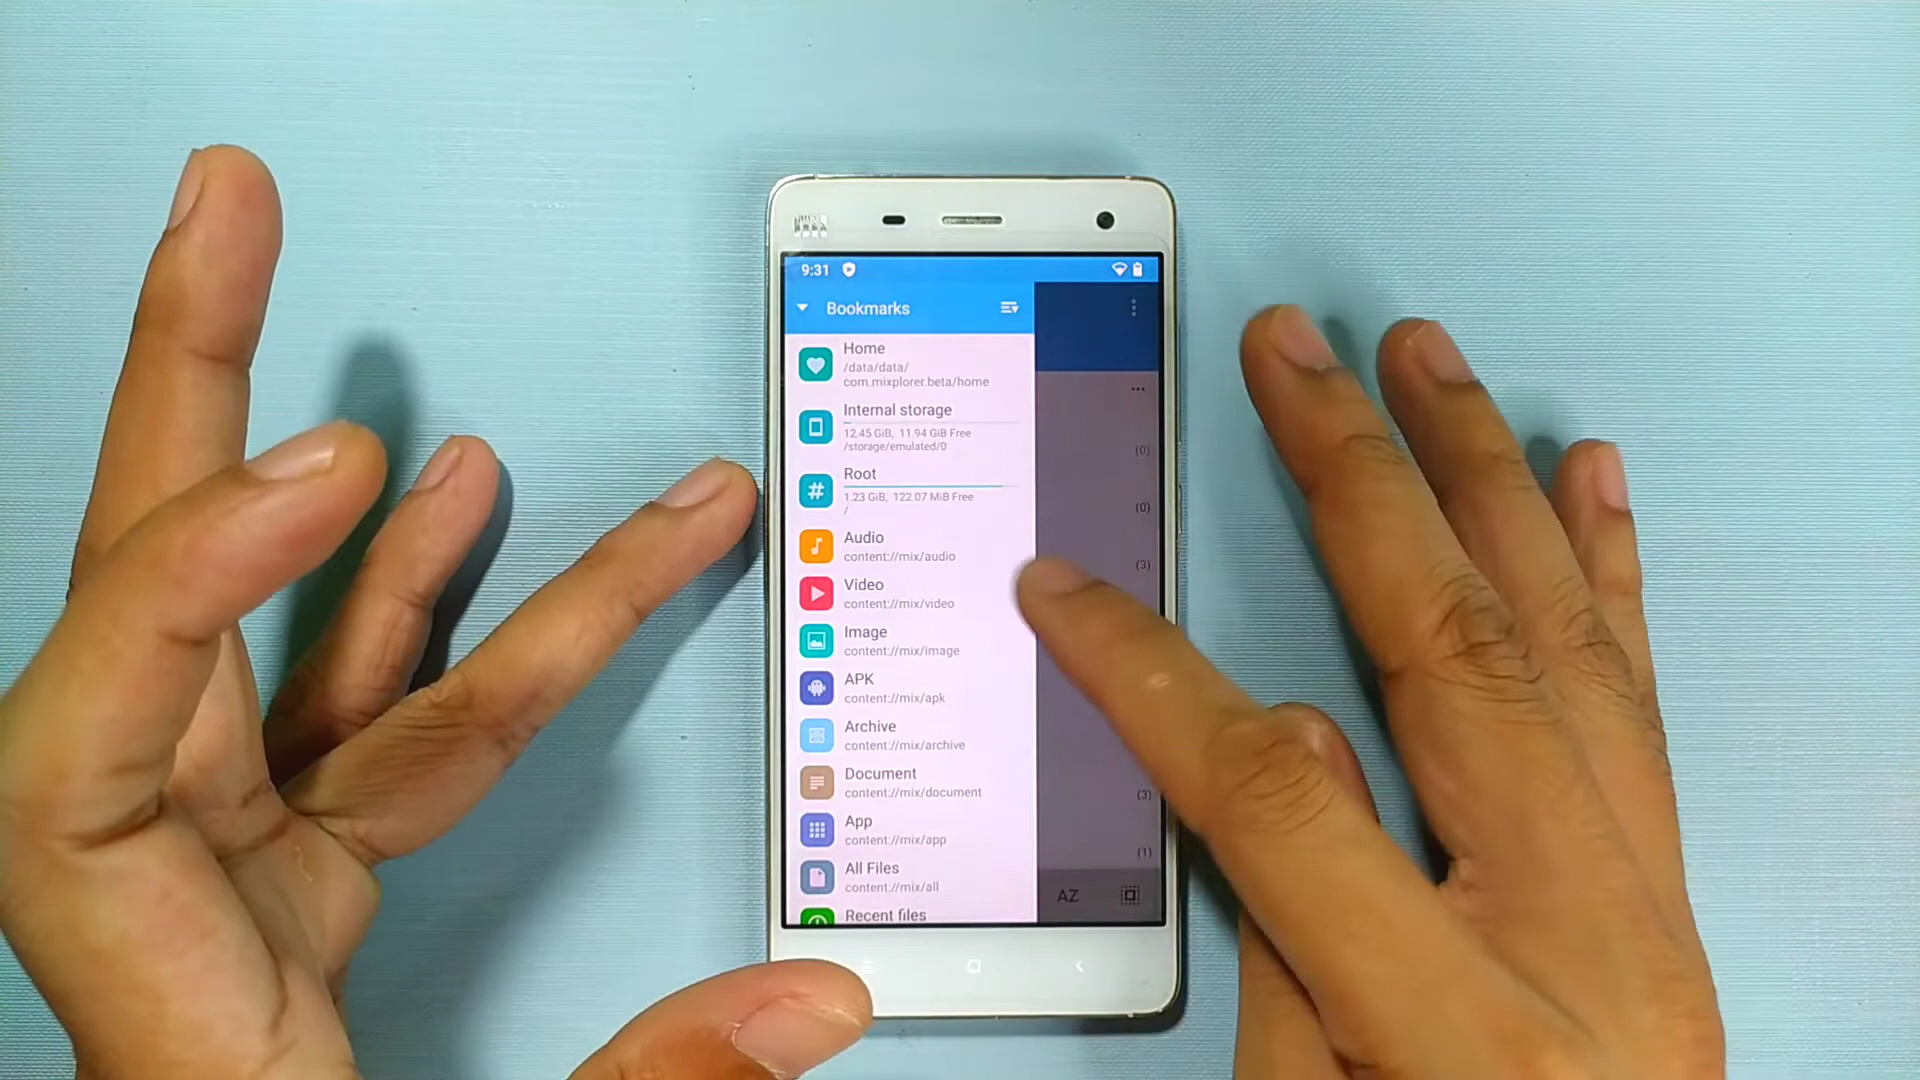 9:31
Bookmarks
Home
/data/data/
com.mixplorer.beta/home
Internal storage
12.45 GiB, 11.94 GiB Free
/storage/emulated/0
Root
1.23 GiB, 122.07 MiB Free
/
Audio
content://mix/audio
Video
content://mix/video
Image
content://mix/image
APK
content://mix/apk
Archive
content://mix/archive
Document
content://mix/document
App
content://mix/app
All Files
content://mix/all
Recent files
(0)
(0)
(3)
(3)
(1)
AZ